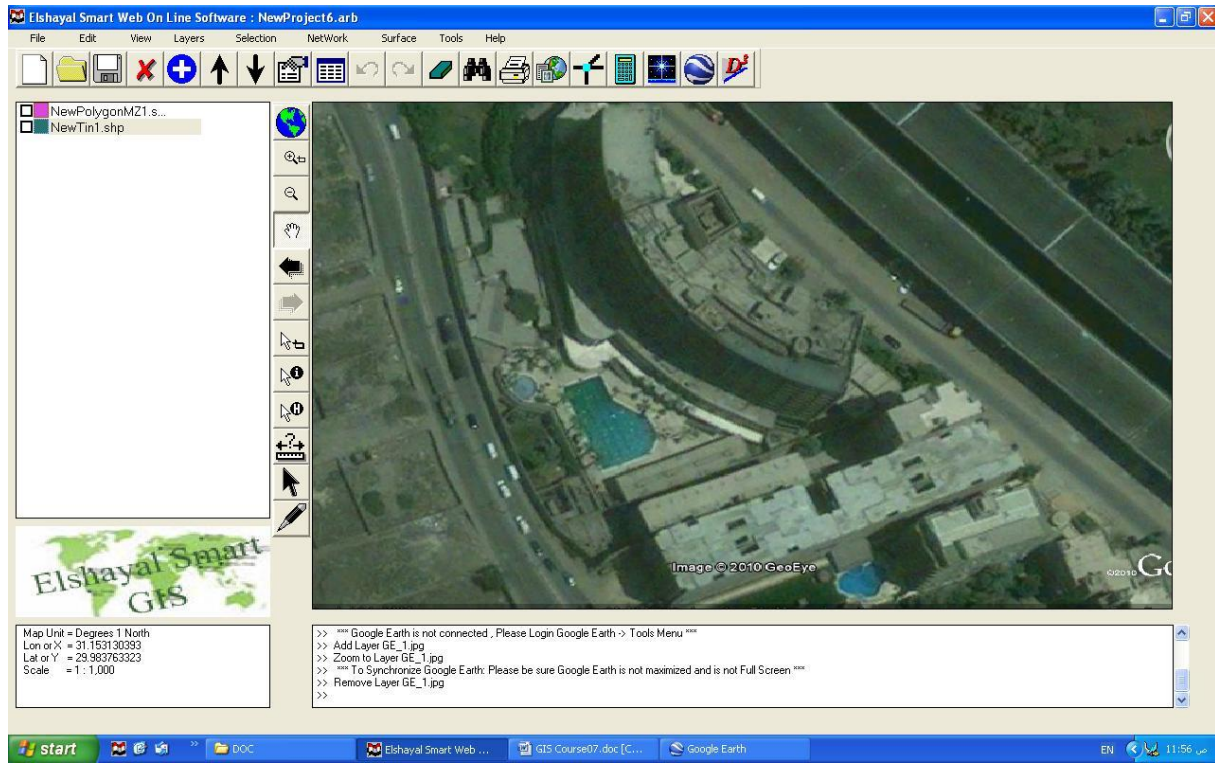 Elshayal Smart Web On Line Software : NewProject6.arb
File Edit View Layers Selection NetWork Surface Tools Help
NewPolygonMZ1.s...
NewTin1.shp
Image © 2010 GeoEye
©2010 Go
Elshayal Smart
GIS
Map Unit = Degrees 1 North
Lon or X = 31.153130393
Lat or Y = 29.983763323
Scale = 1 : 1,000
>> *** Google Earth is not connected , Please Login Google Earth -> Tools Menu ***
>> Add Layer GE_1.jpg
>> Zoom to Layer GE_1.jpg
>> *** To Synchronize Google Earth: Please be sure Google Earth is not maximized and is not Full Screen ***
>> Remove Layer GE_1.jpg
>>
start » DOC Elshayal Smart Web ... GIS Course07.doc [C... Google Earth EN 11:56 ص